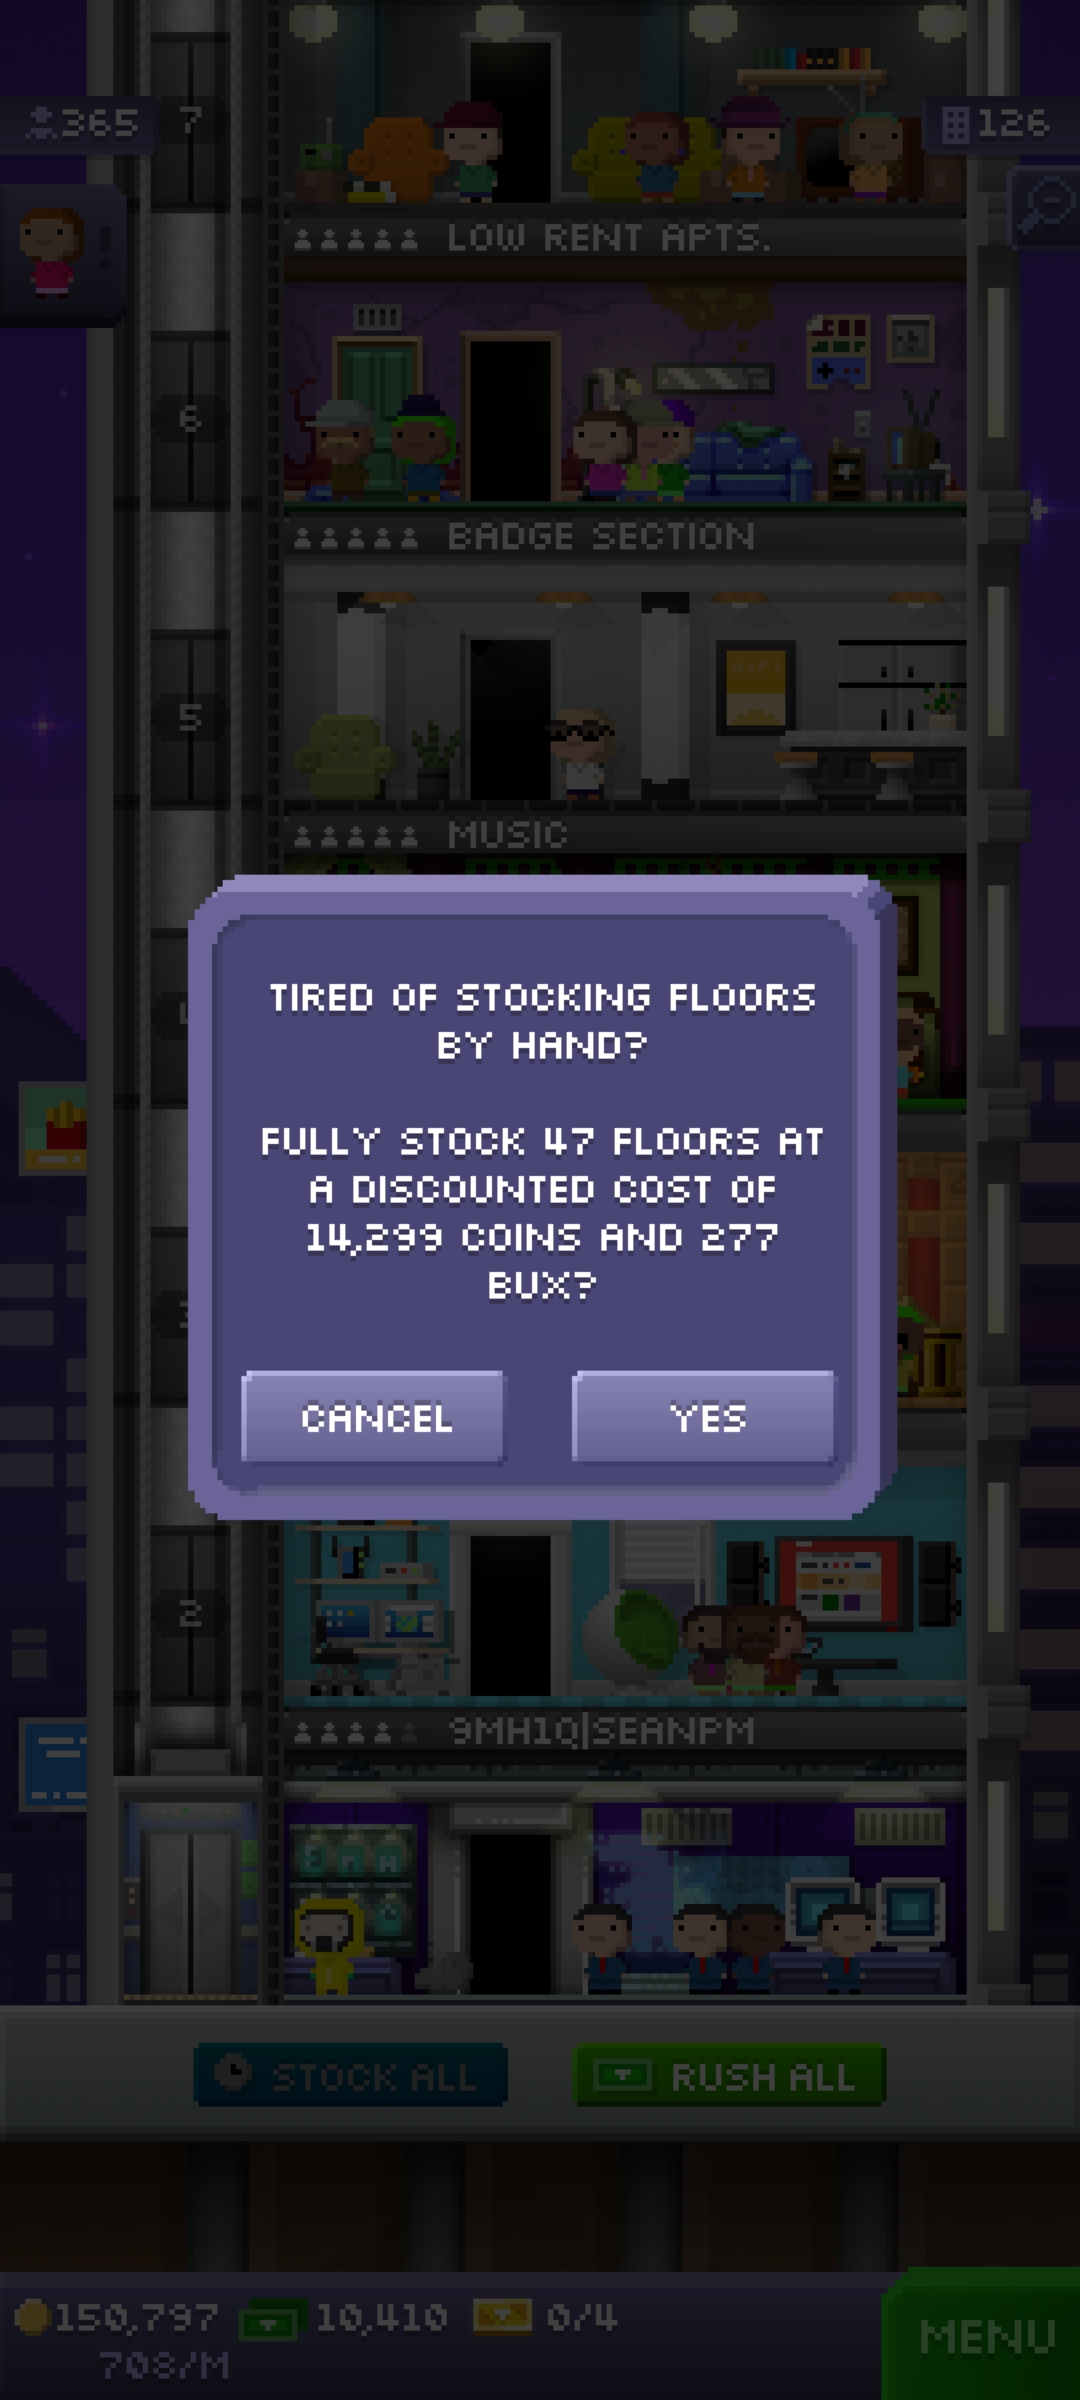 365
7
126
LOW RENT APTS.
6
BADGE SECTION
5
MUSIC
TIRED OF STOCKING FLOORS
BY HAND?
FULLY STOCK 47 FLOORS AT
A DISCOUNTED COST OF
14,299 COINS AND 277
BUX?
CANCEL
YES
2
9MH1Q|SEANPM
STOCK ALL
RUSH ALL
150,797
10,410
0/4
708/M
MENU